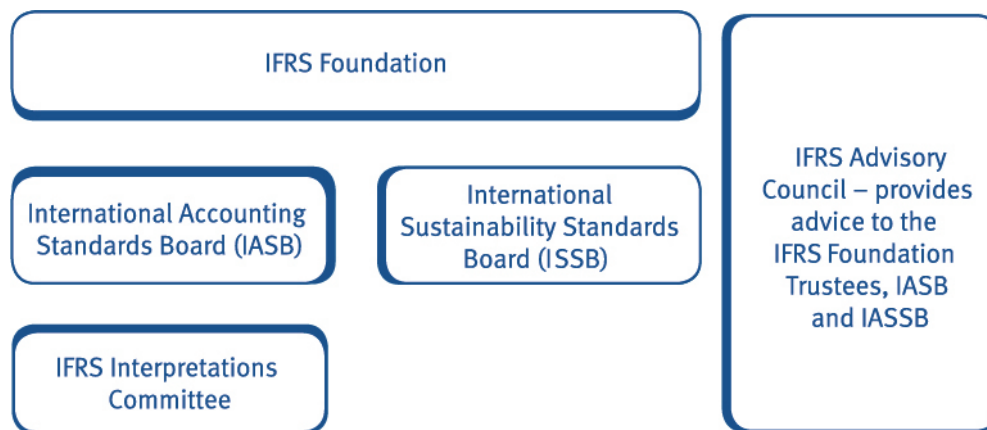 IFRS Foundation
International Accounting
Standards Board (IASB)
International
Sustainability Standards
Board (ISSB)
IFRS Interpretations
Committee
IFRS Advisory
Council – provides
advice to the
IFRS Foundation
Trustees, IASB
and IASSB